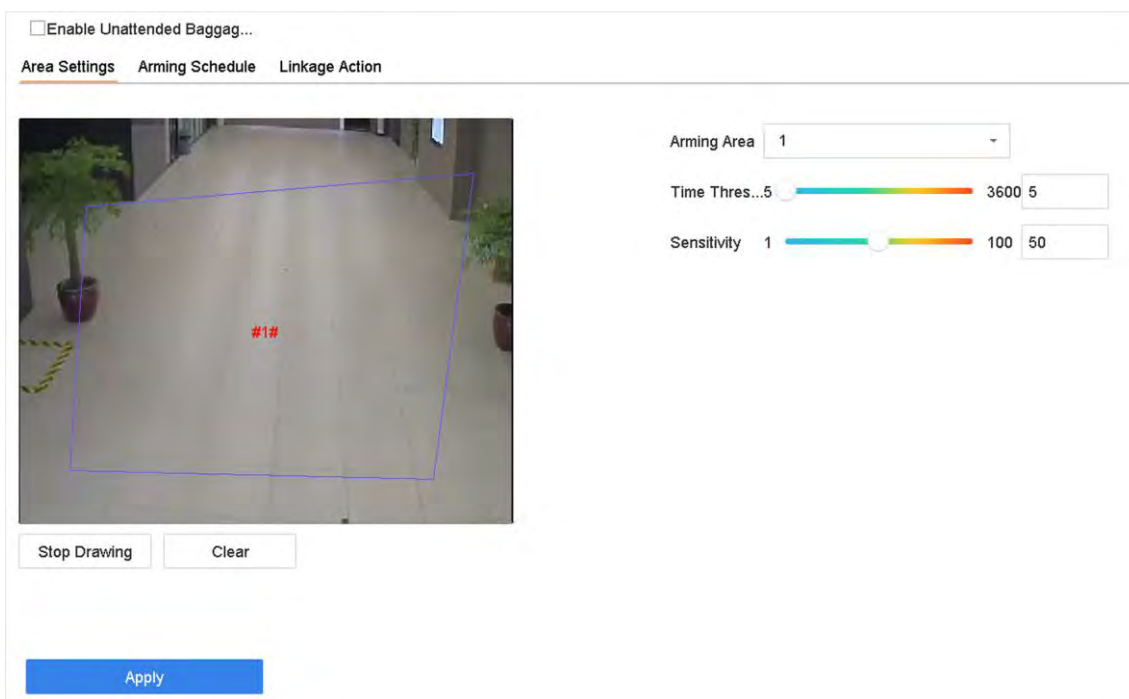 Enable Unattended Baggag...
Area Settings Arming Schedule Linkage Action
Arming Area 1
Time Thres...5 3600 5
Sensitivity 1 100 50
#1#
Stop Drawing Clear
Apply